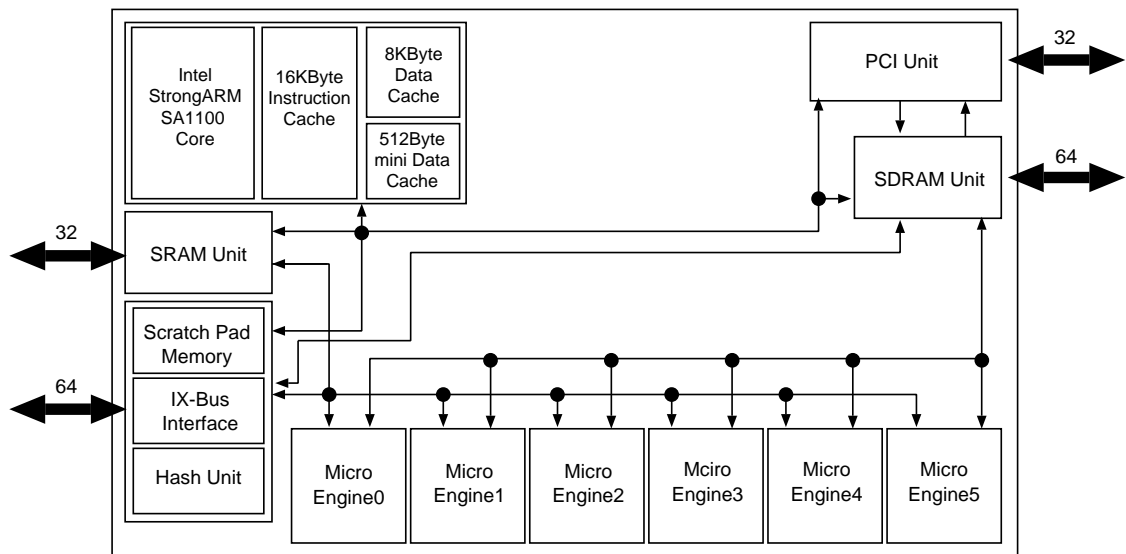 Intel
StrongARM
SA1100
Core
16KByte
Instruction
Cache
8KByte
Data
Cache
512Byte
mini Data
Cache
PCI Unit
32
SDRAM Unit
64
32
SRAM Unit
Scratch Pad
Memory
64
IX-Bus
Interface
Hash Unit
Micro
Engine0
Micro
Engine1
Micro
Engine2
Mciro
Engine3
Micro
Engine4
Micro
Engine5